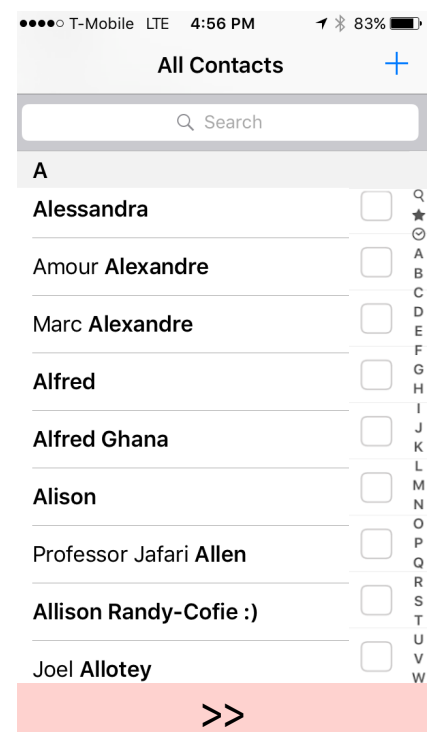 T-Mobile LTE 4:56 PM 83%
All Contacts +
Search
A
Alessandra
Amour Alexandre
Marc Alexandre
Alfred
Alfred Ghana
Alison
Professor Jafari Allen
Allison Randy-Cofie :)
Joel Allotey
A
B
C
D
E
F
G
H
I
J
K
L
M
N
O
P
Q
R
S
T
U
V
W
>>